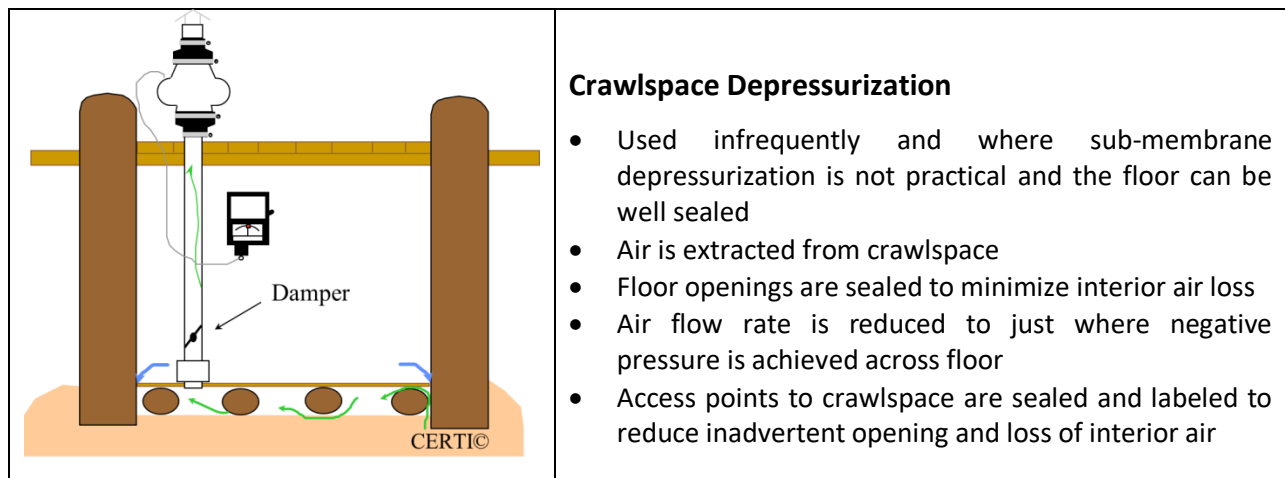 Crawlspace Depressurization
• Used infrequently and where sub-membrane
depressurization is not practical and the floor can be
well sealed
• Air is extracted from crawlspace
• Floor openings are sealed to minimize interior air loss
• Air flow rate is reduced to just where negative
pressure is achieved across floor
• Access points to crawlspace are sealed and labeled to
reduce inadvertent opening and loss of interior air
Damper
CERTI©